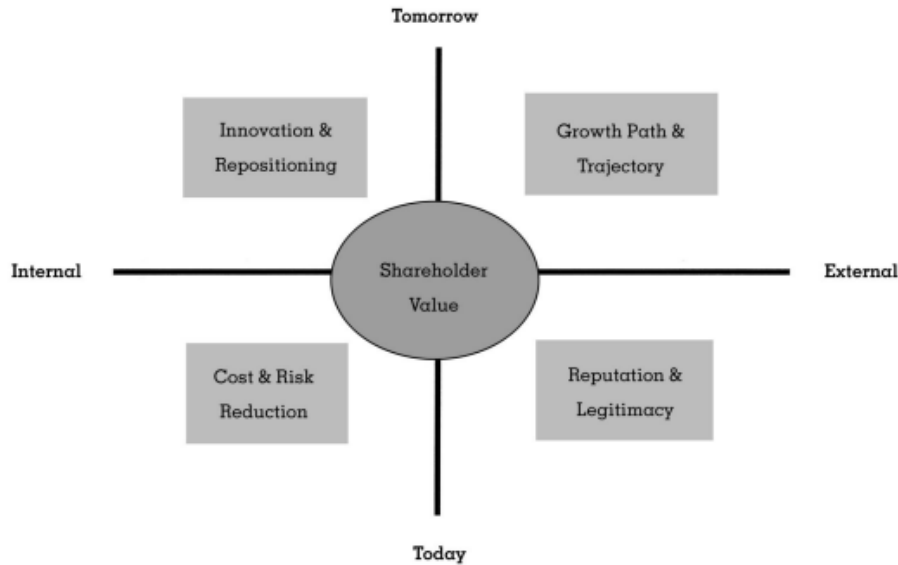 Tomorrow
Innovation &
Repositioning
Growth Path &
Trajectory
Internal
Shareholder
Value
External
Cost & Risk
Reduction
Reputation &
Legitimacy
Today